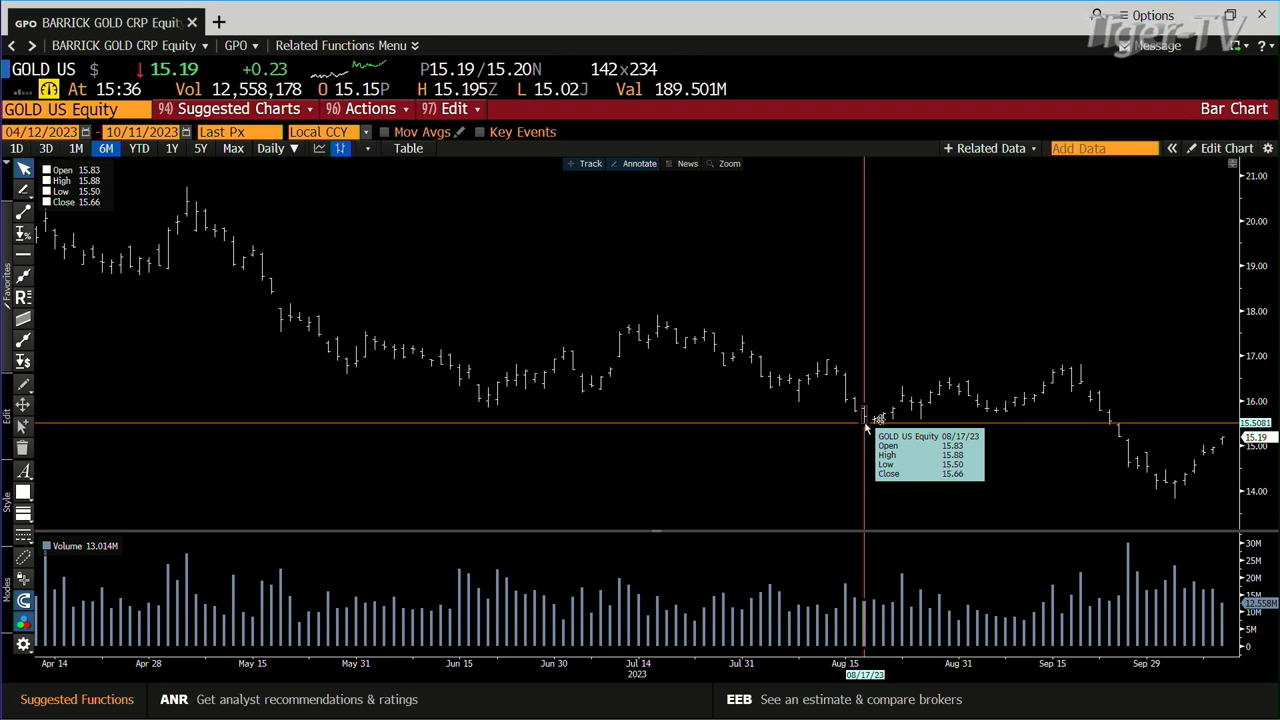 GPO BARRICK GOLD CRP Equit × +
Options
Tiger-TV
BARRICK GOLD CRP Equity GPO Related Functions Menu Message ?
GOLD US $ 15.19 +0.23 P15.19/15.20N 142x234
At 15:36 Vol 12,558,178 O 15.15P H 15.195Z L 15.02J Val 189.501M
GOLD US Equity 94) Suggested Charts 96) Actions 97) Edit Bar Chart
04/12/2023 - 10/11/2023 Last Px Local CCY Mov Avgs Key Events
1D 3D 1M 6M YTD 1Y 5Y Max Daily Table + Related Data Add Data Edit Chart
Track Annotate News Zoom
Open 15.83
High 15.88
Low 15.50
Close 15.66
21.00
20.00
19.00
18.00
17.00
16.00
15.5081
15.19
15.00
14.00
GOLD US Equity 08/17/23
Open 15.83
High 15.88
Low 15.50
Close 15.66
Favorites
Edit
Style
Modes
Volume 13.014M
30M
25M
20M
15M
12.558M
10M
5M
0
Apr 14 Apr 28 May 15 May 31 Jun 15 Jun 30 Jul 14 Jul 31 Aug 15 Aug 31 Sep 15 Sep 29
2023
08/17/23
Suggested Functions ANR Get analyst recommendations & ratings EEB See an estimate & compare brokers